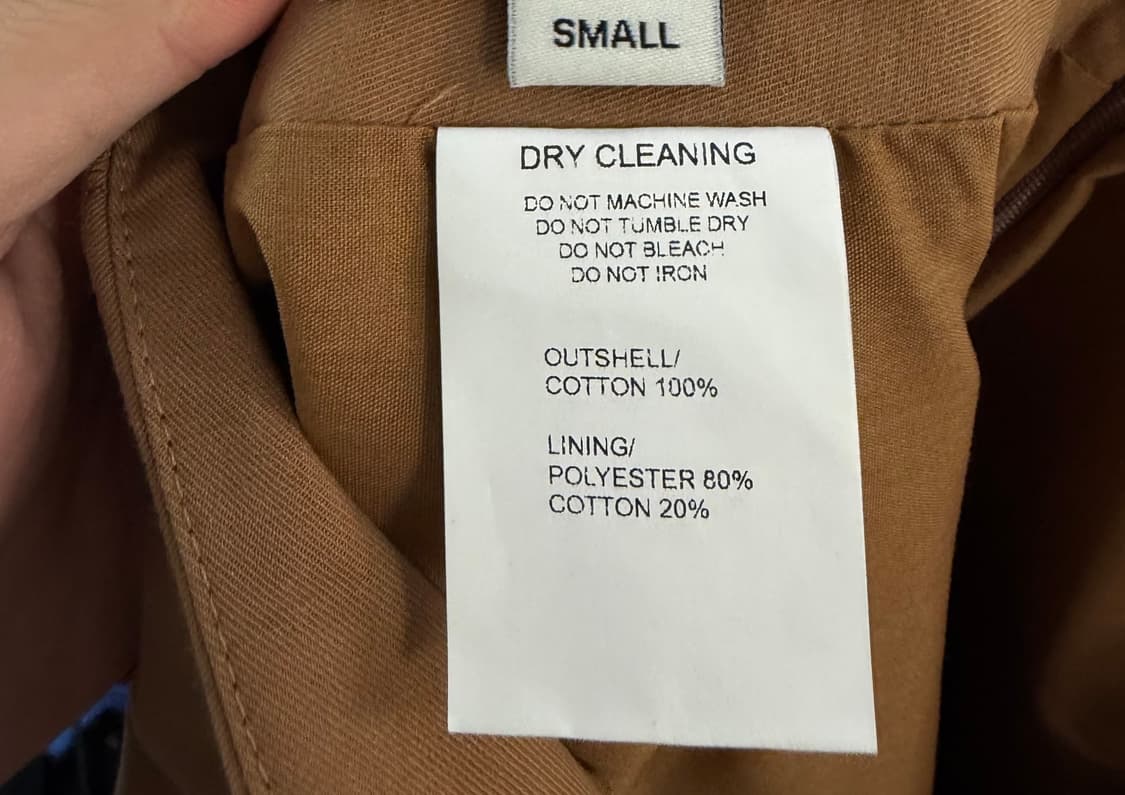 SMALL
DRY CLEANING
DO NOT MACHINE WASH
DO NOT TUMBLE DRY
DO NOT BLEACH
DO NOT IRON
OUTSHELL/
COTTON 100%
LINING/
POLYESTER 80%
COTTON 20%